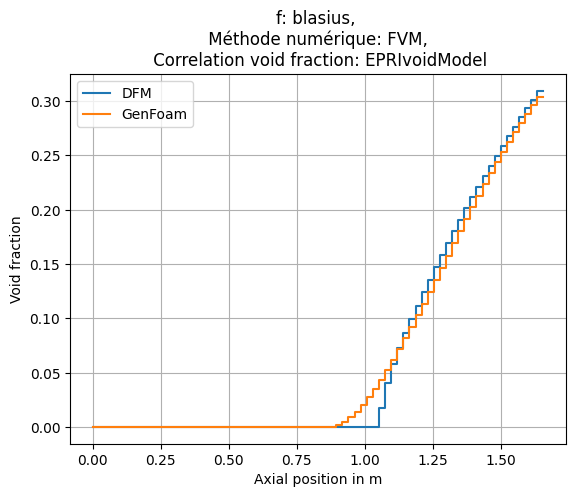 f: blasius,
Méthode numérique: FVM,
Correlation void fraction: EPRIvoidModel
DFM
GenFoam
0.30
0.25
0.20
0.15
0.10
0.05
0.00
Void fraction
0.00 0.25 0.50 0.75 1.00 1.25 1.50
Axial position in m